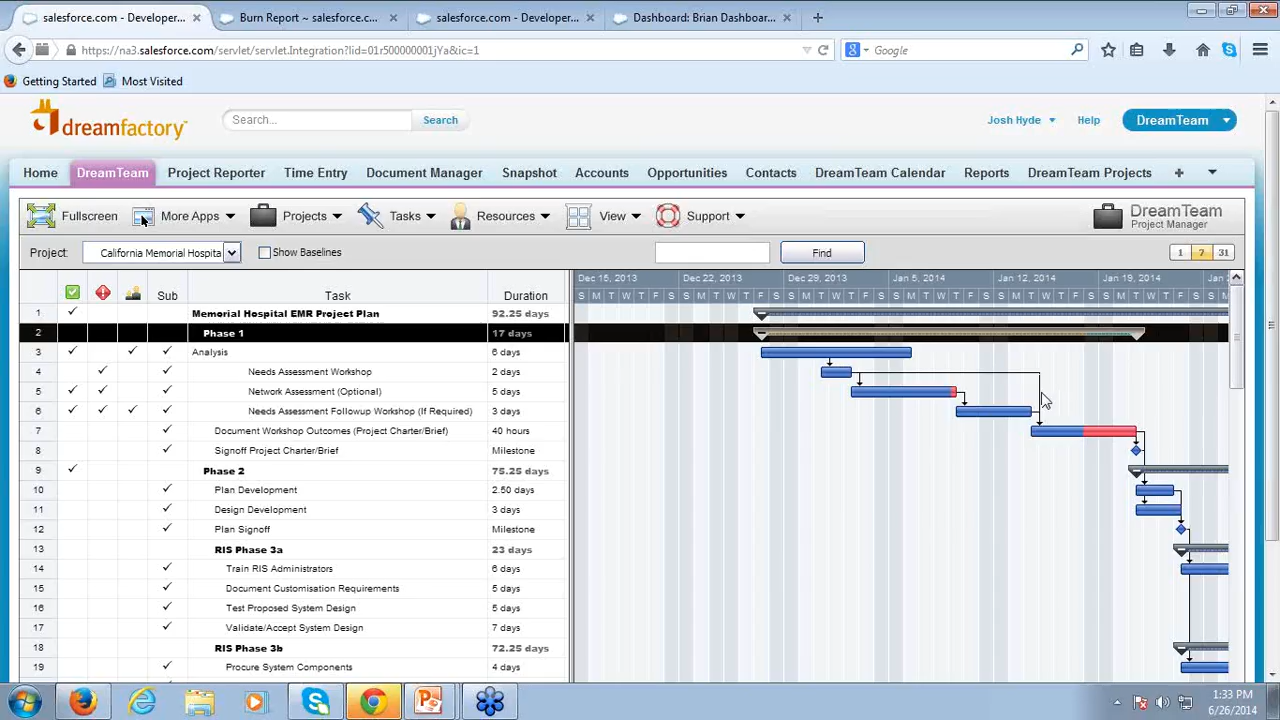 salesforce.com - Developer...
Burn Report ~ salesforce.c...
salesforce.com - Developer...
Dashboard: Brian Dashboar...
https://na3.salesforce.com/servlet/servlet.Integration?lid=01r500000001jYa&ic=1
Google
Getting Started
Most Visited
dreamfactory
Search...
Search
Josh Hyde
Help
DreamTeam
Home
DreamTeam
Project Reporter
Time Entry
Document Manager
Snapshot
Accounts
Opportunities
Contacts
DreamTeam Calendar
Reports
DreamTeam Projects
Fullscreen
More Apps
Projects
Tasks
Resources
View
Support
DreamTeam
Project Manager
Project:
California Memorial Hospita
Show Baselines
Find
1 7 31
Sub Task Duration
Dec 15, 2013 Dec 22, 2013 Dec 29, 2013 Jan 5, 2014 Jan 12, 2014 Jan 19, 2014
S M T W T F S S M T W T F S S M T W T F S S M T W T F S S M T W T F S S M T W T F S S M
1 Memorial Hospital EMR Project Plan 92.25 days
2 Phase 1 17 days
3 Analysis 6 days
4 Needs Assessment Workshop 2 days
5 Network Assessment (Optional) 5 days
6 Needs Assessment Followup Workshop (If Required) 3 days
7 Document Workshop Outcomes (Project Charter/Brief) 40 hours
8 Signoff Project Charter/Brief Milestone
9 Phase 2 75.25 days
10 Plan Development 2.50 days
11 Design Development 3 days
12 Plan Signoff Milestone
13 RIS Phase 3a 23 days
14 Train RIS Administrators 6 days
15 Document Customisation Requirements 5 days
16 Test Proposed System Design 5 days
17 Validate/Accept System Design 7 days
18 RIS Phase 3b 72.25 days
19 Procure System Components 4 days
1:33 PM
6/26/2014